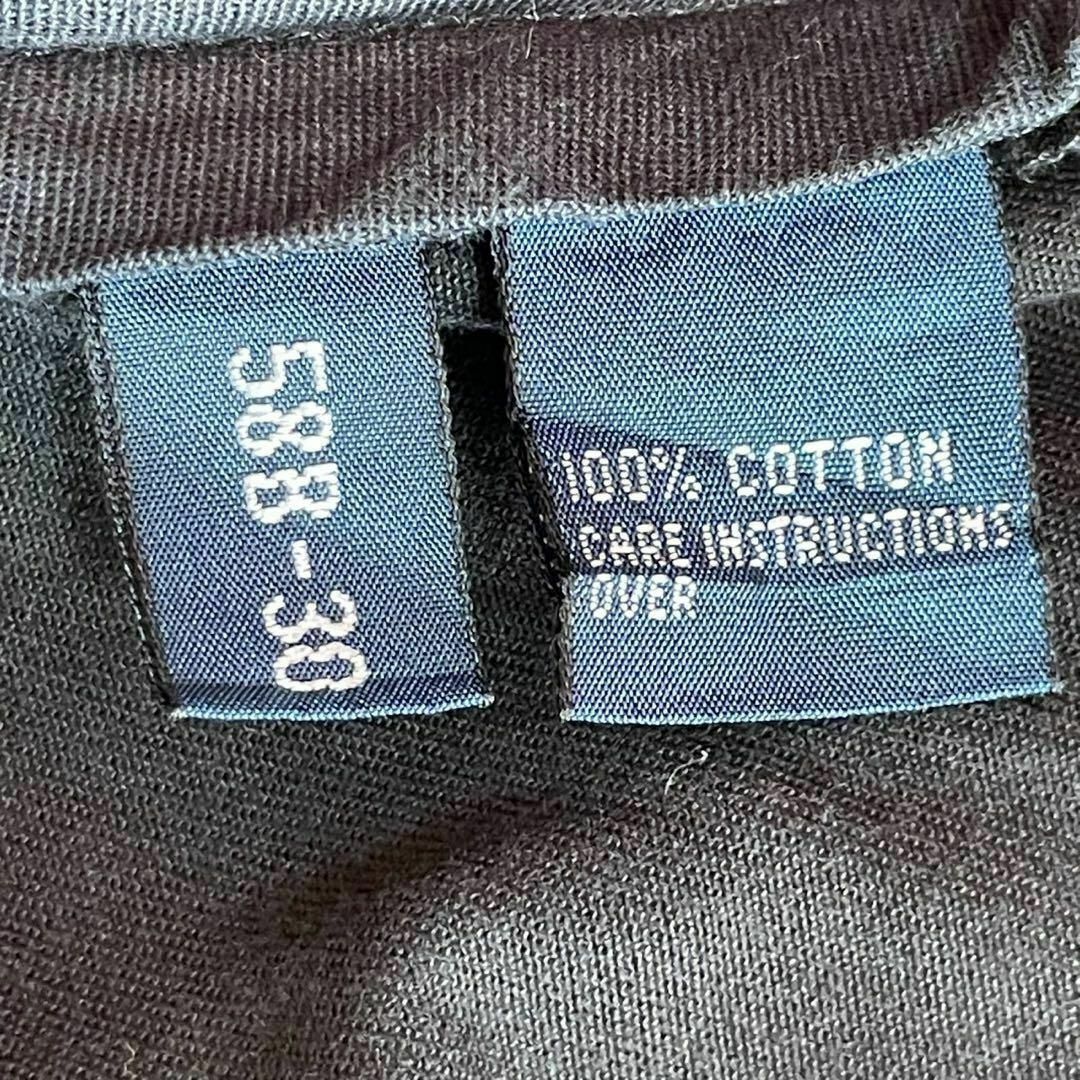 588-30
100% COTTON
CARE INSTRUCTIONS
OVER